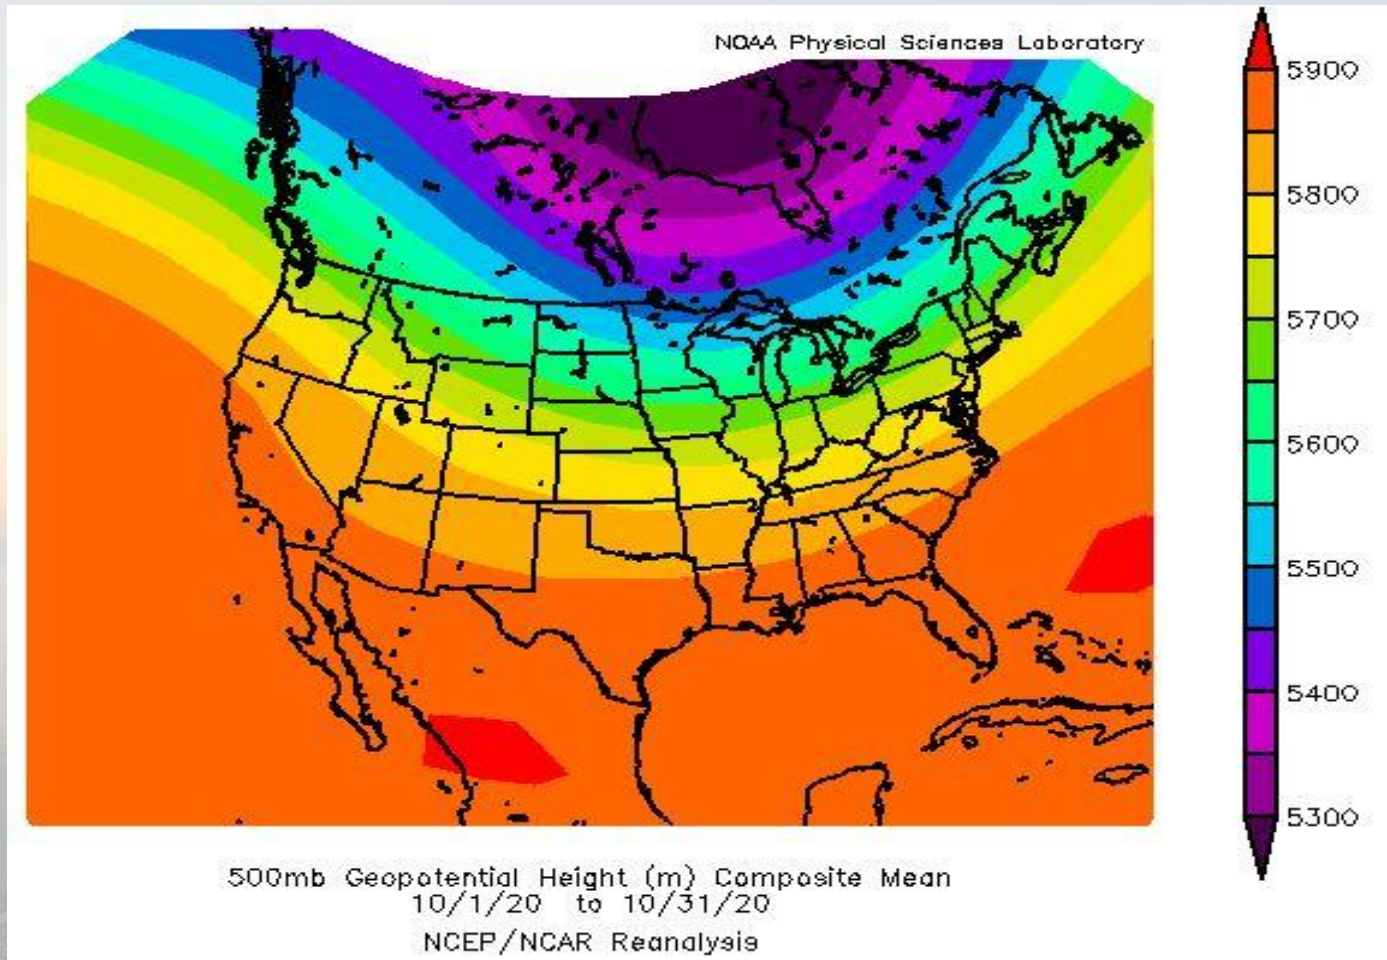 NOAA Physical Sciences Laboratory
5900
5800
5700
5600
5500
5400
5300
500mb Geopotential Height (m) Composite Mean
10/1/20 to 10/31/20
NCEP/NCAR Reanalysis